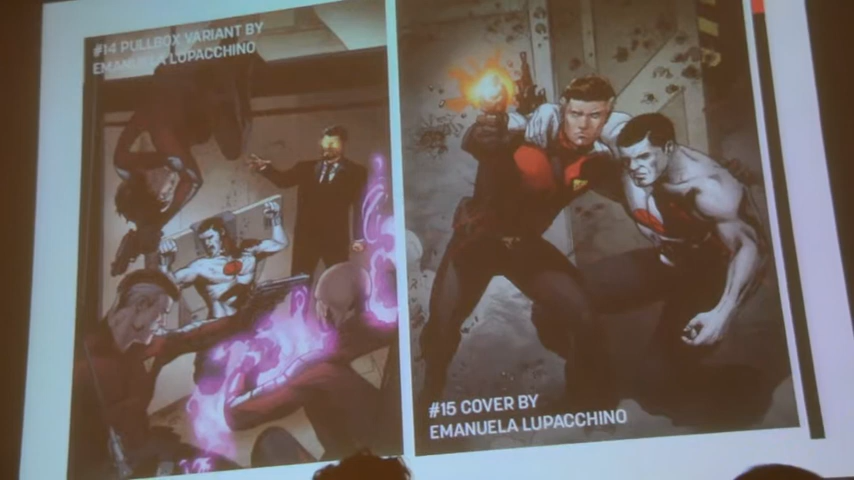 #14 PULLBOX VARIANT BY
EMANUELA LUPACCHINO
#15 COVER BY
EMANUELA LUPACCHINO